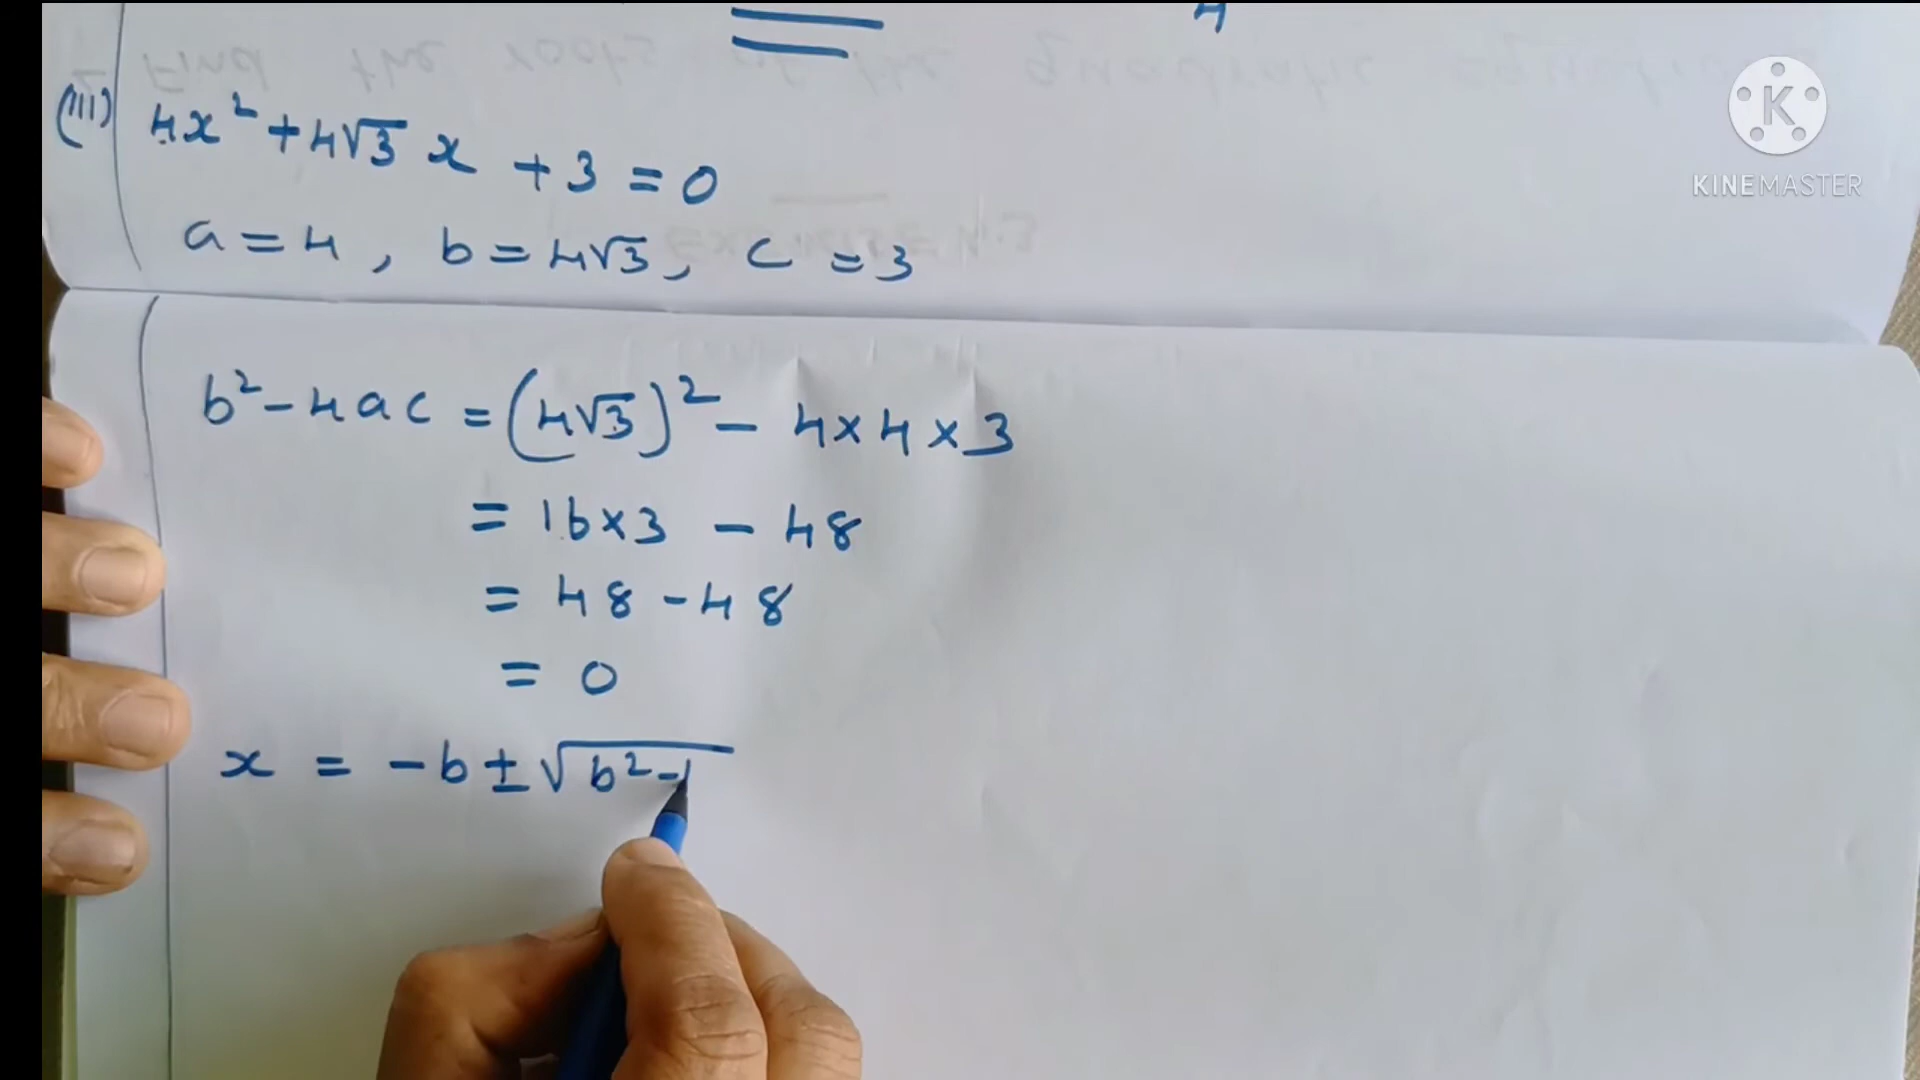 4
KINEMASTER
(iii) 4x² + 4√3 x + 3 = 0
a = 4 , b = 4√3 , c = 3
b² - 4ac = (4√3)² - 4 × 4 × 3
= 16 × 3 - 48
= 48 - 48
= 0
x = -b ± √b² -